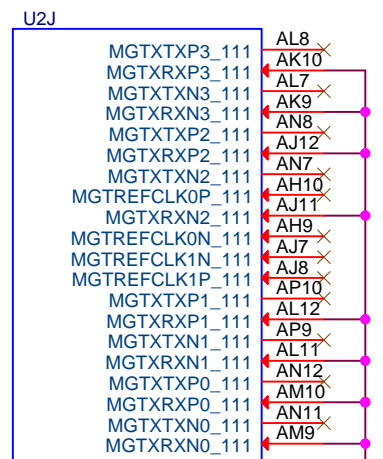 U2J
MGTXTXP3_111 AL8
MGTXRXP3_111 AK10
MGTXTXN3_111 AL7
MGTXRXN3_111 AK9
MGTXTXP2_111 AN8
MGTXRXP2_111 AJ12
MGTXTXN2_111 AN7
MGTREFCLK0P_111 AH10
MGTXRXN2_111 AJ11
MGTREFCLK0N_111 AH9
MGTREFCLK1N_111 AJ7
MGTREFCLK1P_111 AJ8
MGTXTXP1_111 AP10
MGTXRXP1_111 AL12
MGTXTXN1_111 AP9
MGTXRXN1_111 AL11
MGTXTXP0_111 AN12
MGTXRXP0_111 AM10
MGTXTXN0_111 AN11
MGTXRXN0_111 AM9